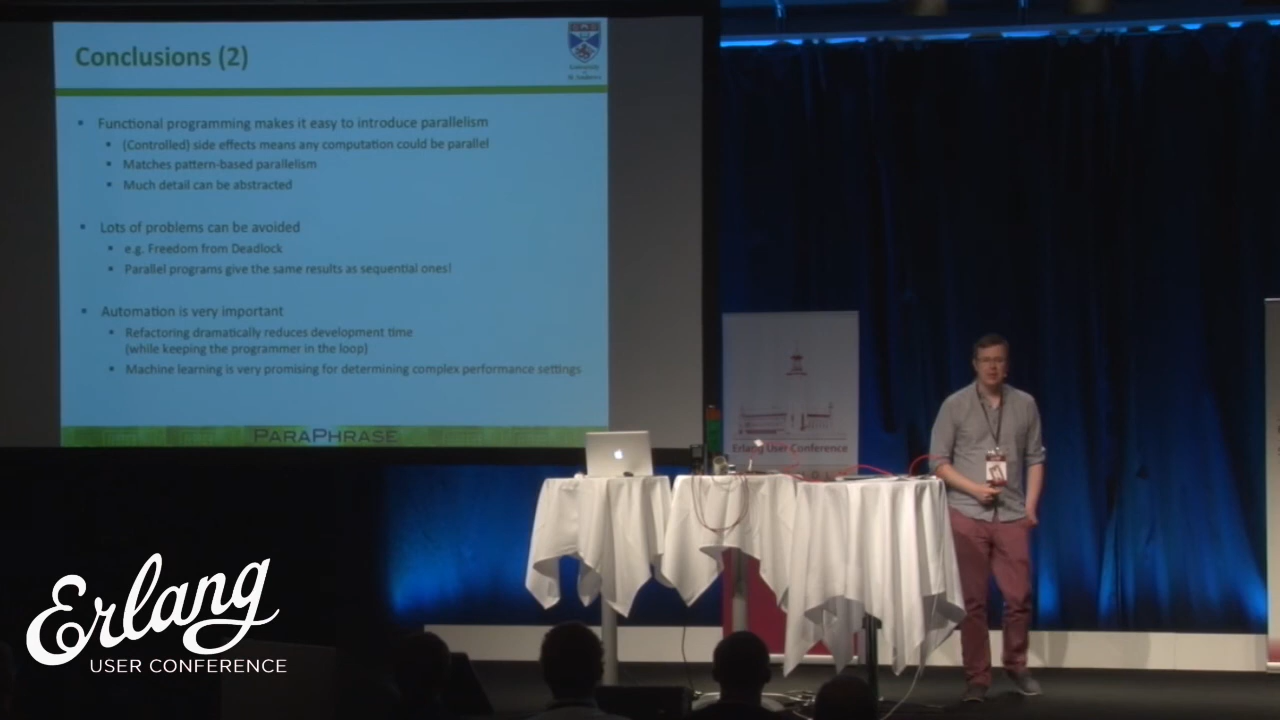 Conclusions (2)
University
of
St Andrews
Functional programming makes it easy to introduce parallelism
(Controlled) side effects means any computation could be parallel
Matches pattern-based parallelism
Much detail can be abstracted
Lots of problems can be avoided
e.g. Freedom from Deadlock
Parallel programs give the same results as sequential ones!
Automation is very important
Refactoring dramatically reduces development time
(while keeping the programmer in the loop)
Machine learning is very promising for determining complex performance settings
PARAPHRASE
Erlang User Conference
Erlang
USER CONFERENCE